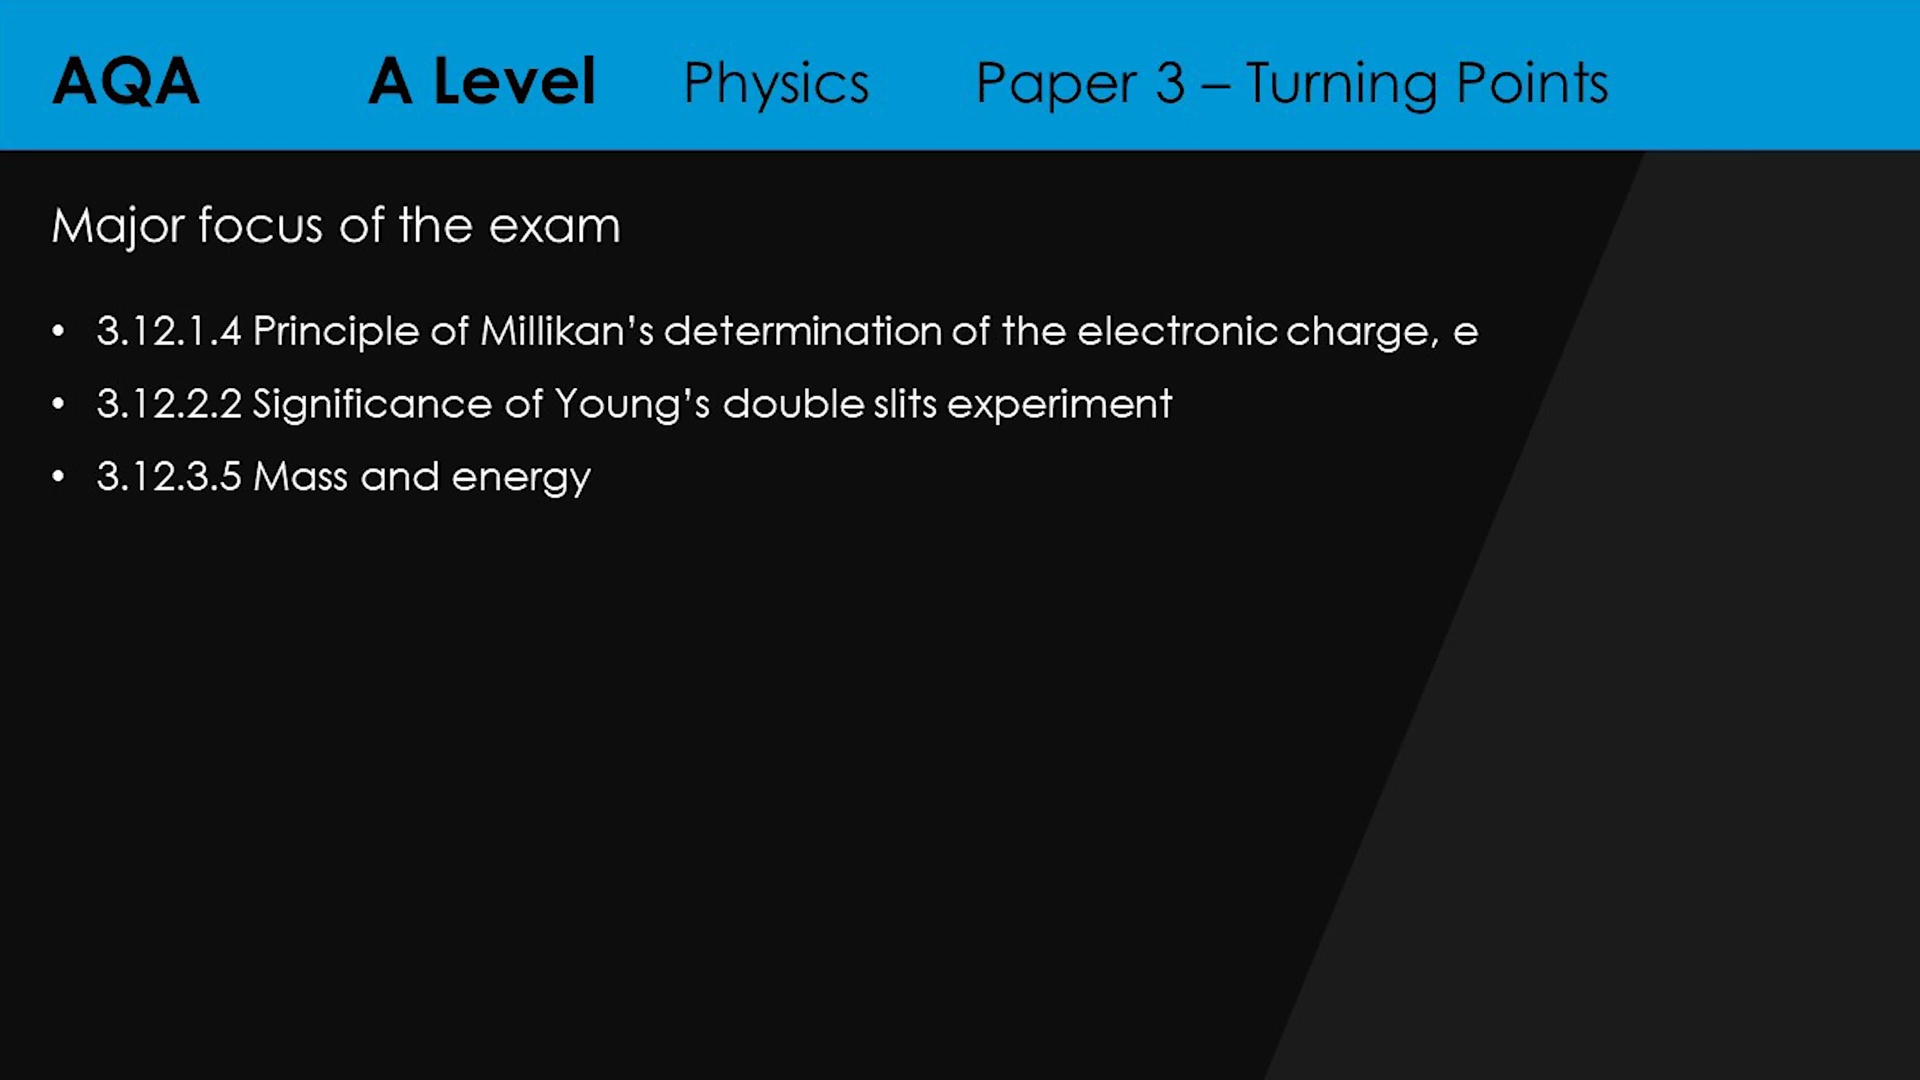 AQA A Level Physics Paper 3 – Turning Points
Major focus of the exam
• 3.12.1.4 Principle of Millikan’s determination of the electronic charge, e
• 3.12.2.2 Significance of Young’s double slits experiment
• 3.12.3.5 Mass and energy